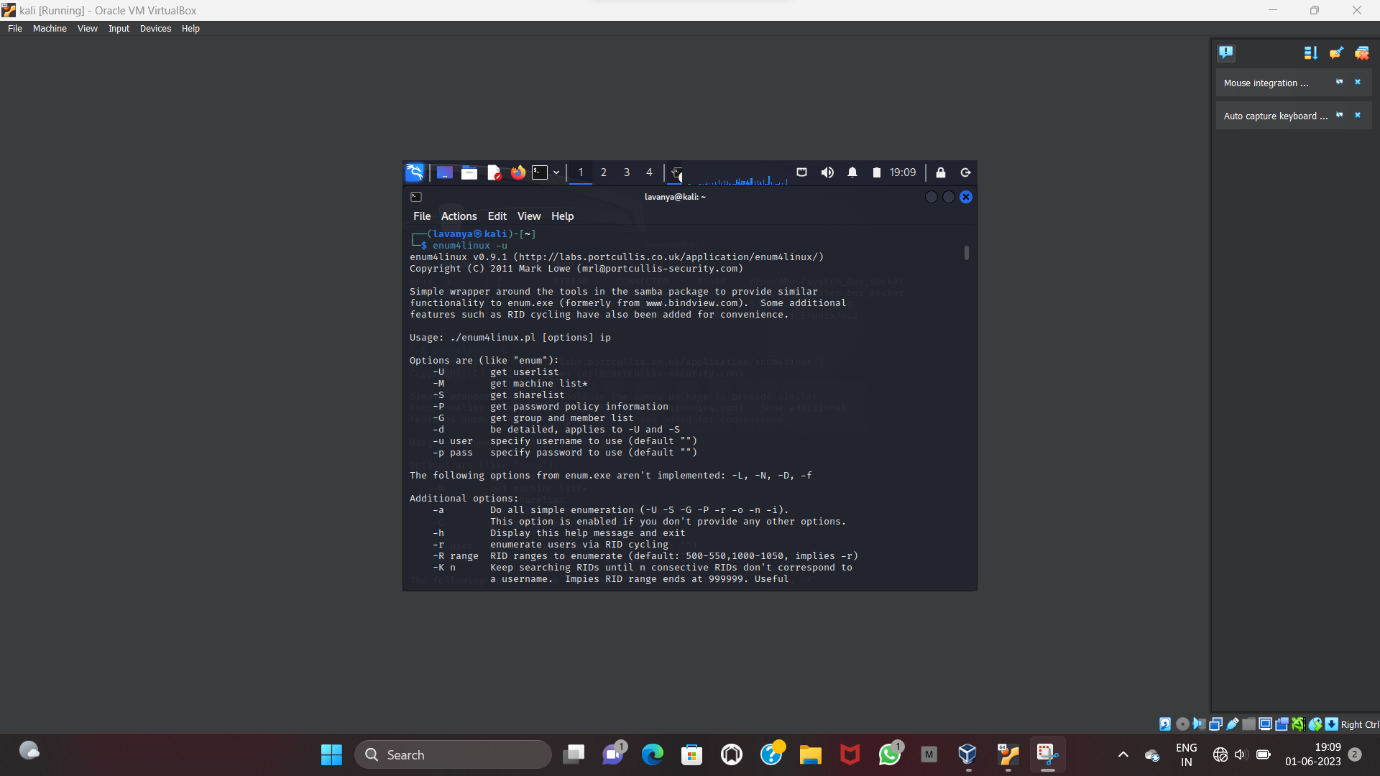 kali [Running] - Oracle VM VirtualBox
File Machine View Input Devices Help
Mouse integration ...
Auto capture keyboard ...
1 2 3 4 19:09
lavanya@kali: ~
File Actions Edit View Help
(lavanya㉿kali)-[~]
$ enum4linux -u
enum4linux v0.9.1 (http://labs.portcullis.co.uk/application/enum4linux/)
Copyright (C) 2011 Mark Lowe (mrl@portcullis-security.com)
Simple wrapper around the tools in the samba package to provide similar
functionality to enum.exe (formerly from www.bindview.com).  Some additional
features such as RID cycling have also been added for convenience.
Usage: ./enum4linux.pl [options] ip
Options are (like "enum"):
-U get userlist
-M get machine list*
-S get sharelist
-P get password policy information
-G get group and member list
-d be detailed, applies to -U and -S
-u user specify username to use (default "")
-p pass specify password to use (default "")
The following options from enum.exe aren't implemented: -L, -N, -D, -f
Additional options:
-a Do all simple enumeration (-U -S -G -P -r -o -n -i).
This option is enabled if you don't provide any other options.
-h Display this help message and exit
-r enumerate users via RID cycling
-R range RID ranges to enumerate (default: 500-550,1000-1050, implies -r)
-K n Keep searching RIDs until n consective RIDs don't correspond to
a username.  Impies RID range ends at 999999. Useful
Right Ctrl
Search
1
1
M
ENG
IN
19:09
01-06-2023
2